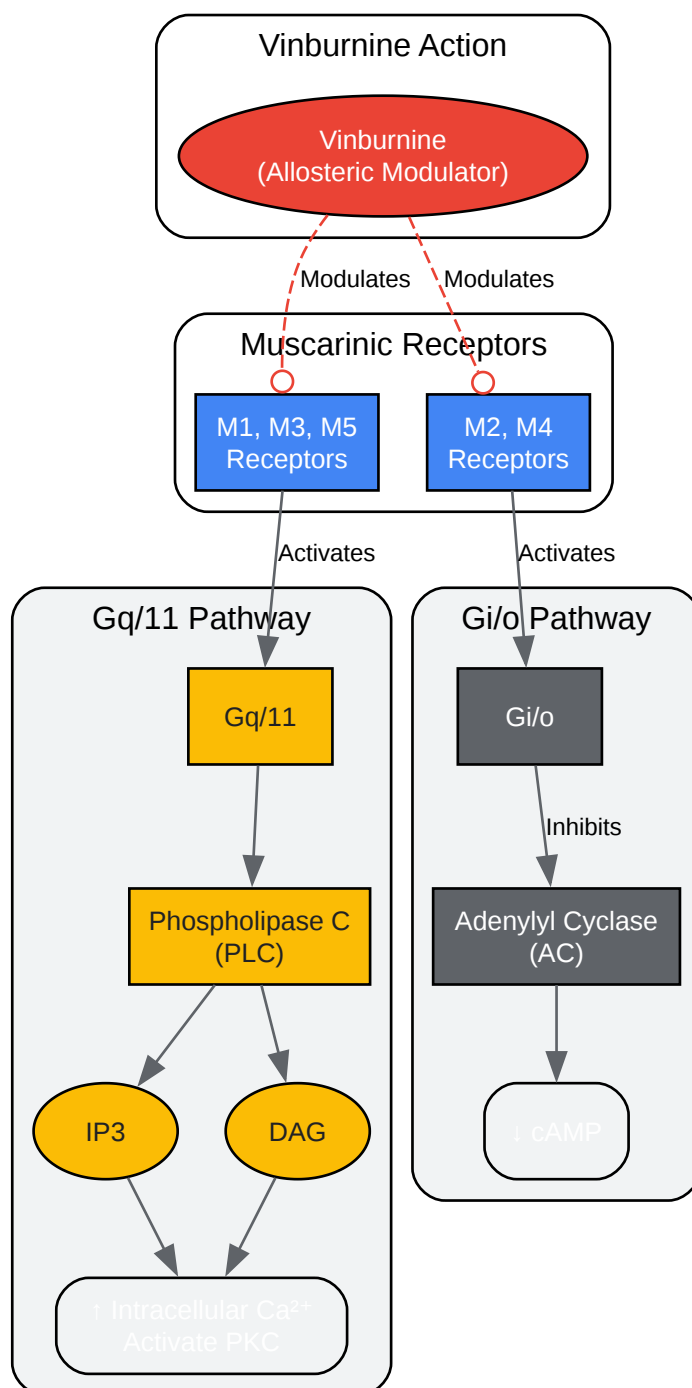 Vinburnine Action
Vinburnine
(Allosteric Modulator)
Modulates
Modulates
Muscarinic Receptors
M1, M3, M5
Receptors
M2, M4
Receptors
Activates
Activates
Gq/11 Pathway
Gq/11
Phospholipase C
(PLC)
IP3
DAG
↑ Intracellular Ca²⁺
Activate PKC
Gi/o Pathway
Gi/o
Inhibits
Adenylyl Cyclase
(AC)
↓ cAMP